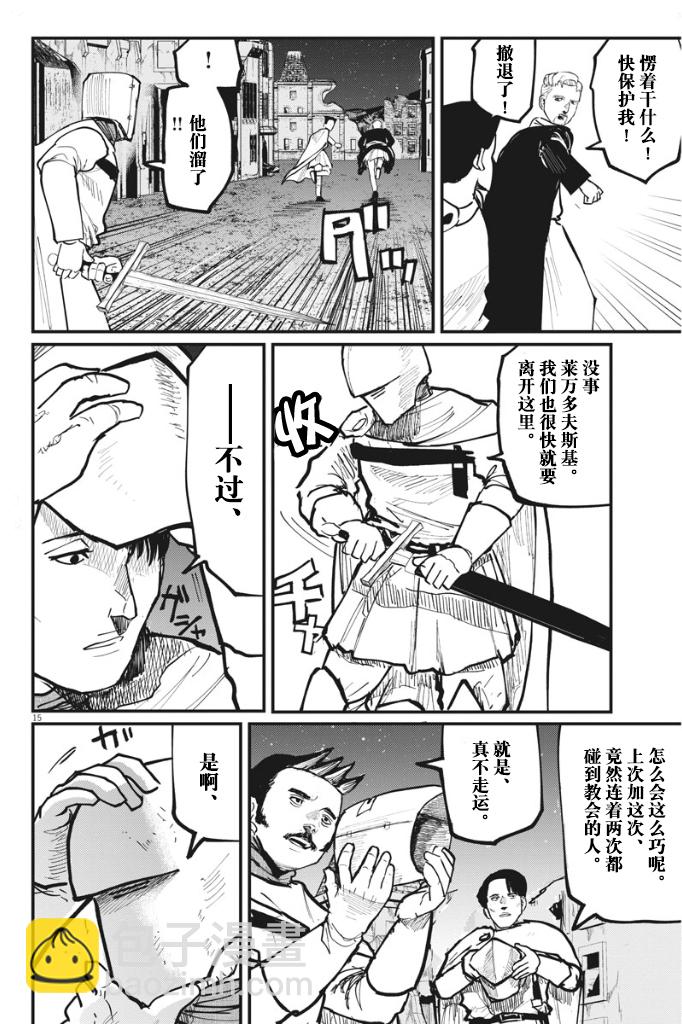 愣着干什么！
快保护我！
撤退了！
！
他们溜了
!!
ダッ
没事
莱万多夫斯基。
我们也很快就要
离开这里。
收
チャ
——不过、
ガシャ
15
怎么会这么巧呢。
上次加这次、
竟然连着两次都
碰到教会的人。
就是、
真不走运。
是啊、
ガ
包子漫畫
baozimh.com